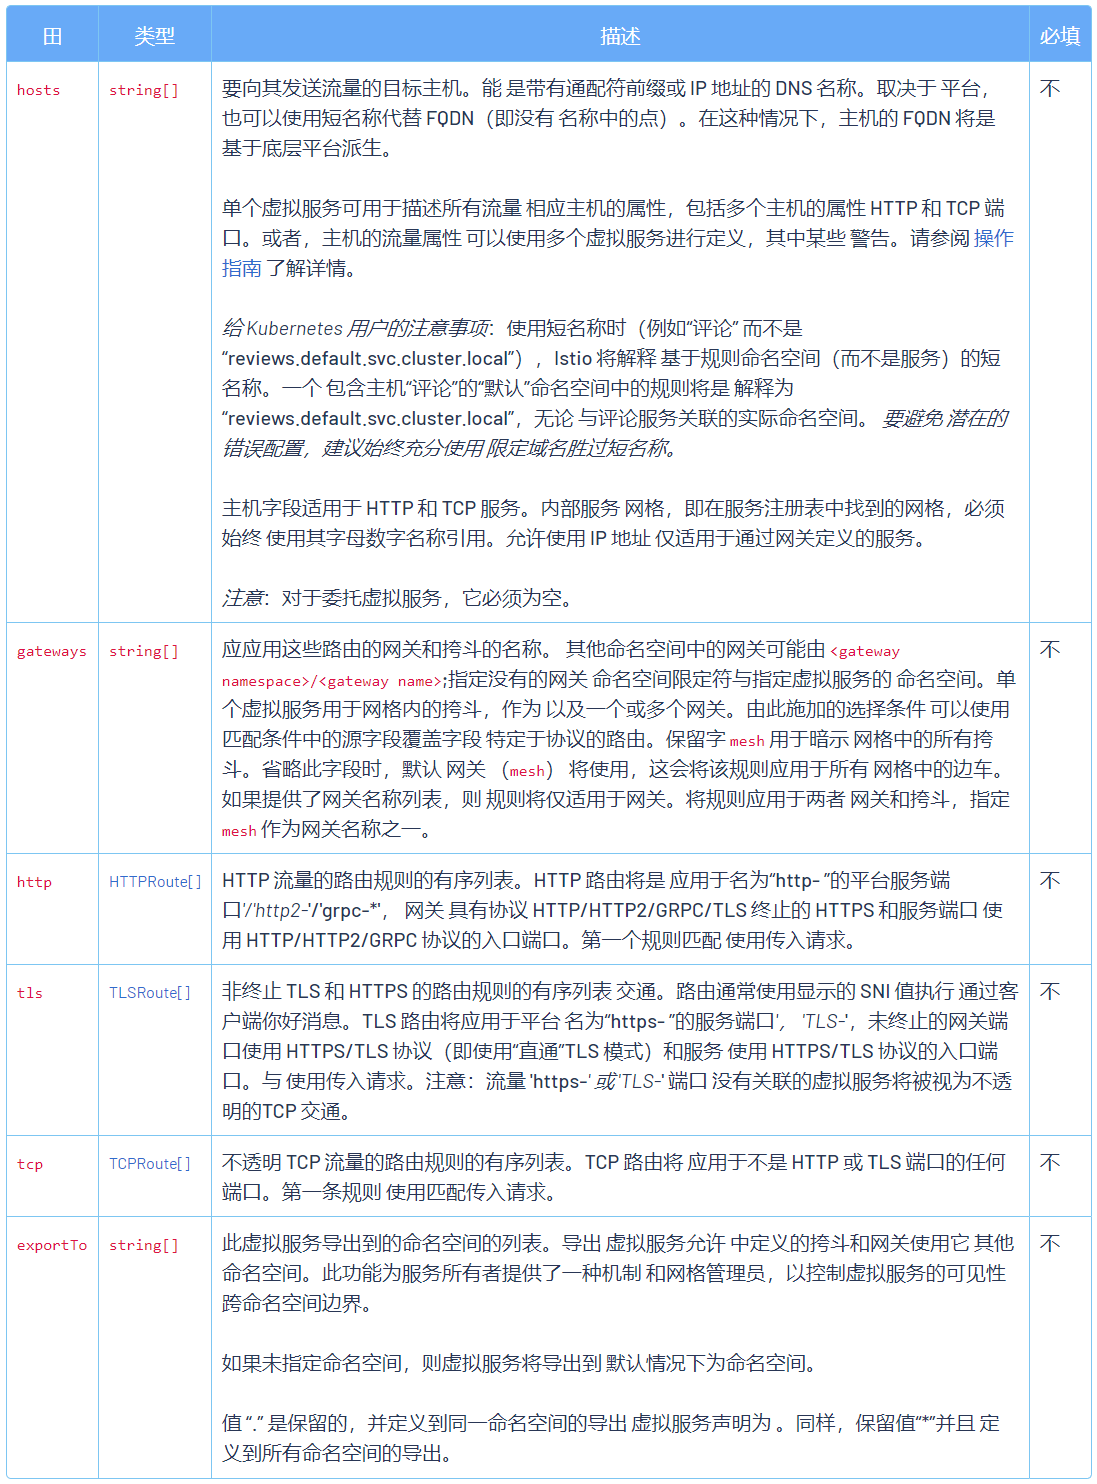 田 类型 描述 必填
hosts string[] 要向其发送流量的目标主机。能 是带有通配符前缀或 IP 地址的 DNS 名称。取决于 平台， 不
也可以使用短名称代替 FQDN（即没有 名称中的点）。在这种情况下，主机的 FQDN 将是
基于底层平台派生。
单个虚拟服务可用于描述所有流量 相应主机的属性，包括多个主机的属性 HTTP 和 TCP 端
口。或者，主机的流量属性 可以使用多个虚拟服务进行定义，其中某些 警告。请参阅 操作
指南 了解详情。
给 Kubernetes 用户的注意事项：使用短名称时（例如“评论” 而不是
“reviews.default.svc.cluster.local”），Istio 将解释 基于规则命名空间（而不是服务）的短
名称。一个 包含主机“评论”的“默认”命名空间中的规则将是 解释为
“reviews.default.svc.cluster.local”，无论 与评论服务关联的实际命名空间。 要避免 潜在的
错误配置，建议始终充分使用 限定域名胜过短名称。
主机字段适用于 HTTP 和 TCP 服务。内部服务 网格，即在服务注册表中找到的网格，必须
始终 使用其字母数字名称引用。允许使用 IP 地址 仅适用于通过网关定义的服务。
注意：对于委托虚拟服务，它必须为空。
gateways string[] 应应用这些路由的网关和挎斗的名称。 其他命名空间中的网关可能由 <gateway 不
namespace>/<gateway name>;指定没有的网关 命名空间限定符与指定虚拟服务的 命名空间。单
个虚拟服务用于网格内的挎斗，作为 以及一个或多个网关。由此施加的选择条件 可以使用
匹配条件中的源字段覆盖字段 特定于协议的路由。保留字 mesh 用于暗示 网格中的所有挎
斗。省略此字段时，默认 网关 （mesh） 将使用，这会将该规则应用于所有 网格中的边车。
如果提供了网关名称列表，则 规则将仅适用于网关。将规则应用于两者 网关和挎斗，指定
mesh 作为网关名称之一。
http HTTPRoute[] HTTP 流量的路由规则的有序列表。HTTP 路由将是 应用于名为“http- ”的平台服务端 不
口'/'http2-'/'grpc-*'， 网关 具有协议 HTTP/HTTP2/GRPC/TLS 终止的 HTTPS 和服务端口 使
用 HTTP/HTTP2/GRPC 协议的入口端口。第一个规则匹配 使用传入请求。
tls TLSRoute[] 非终止 TLS 和 HTTPS 的路由规则的有序列表 交通。路由通常使用显示的 SNI 值执行 通过客 不
户端你好消息。TLS 路由将应用于平台 名为“https- ”的服务端口'， 'TLS-'，未终止的网关端
口使用 HTTPS/TLS 协议（即使用“直通”TLS 模式）和服务 使用 HTTPS/TLS 协议的入口端
口。与 使用传入请求。注意：流量 'https-' 或 'TLS-' 端口 没有关联的虚拟服务将被视为不透
明的TCP 交通。
tcp TCPRoute[] 不透明 TCP 流量的路由规则的有序列表。TCP 路由将 应用于不是 HTTP 或 TLS 端口的任何 不
端口。第一条规则 使用匹配传入请求。
exportTo string[] 此虚拟服务导出到的命名空间的列表。导出 虚拟服务允许 中定义的挎斗和网关使用它 其他 不
命名空间。此功能为服务所有者提供了一种机制 和网格管理员，以控制虚拟服务的可见性
跨命名空间边界。
如果未指定命名空间，则虚拟服务将导出到 默认情况下为命名空间。
值 “.” 是保留的，并定义到同一命名空间的导出 虚拟服务声明为 。同样，保留值“*”并且 定
义到所有命名空间的导出。